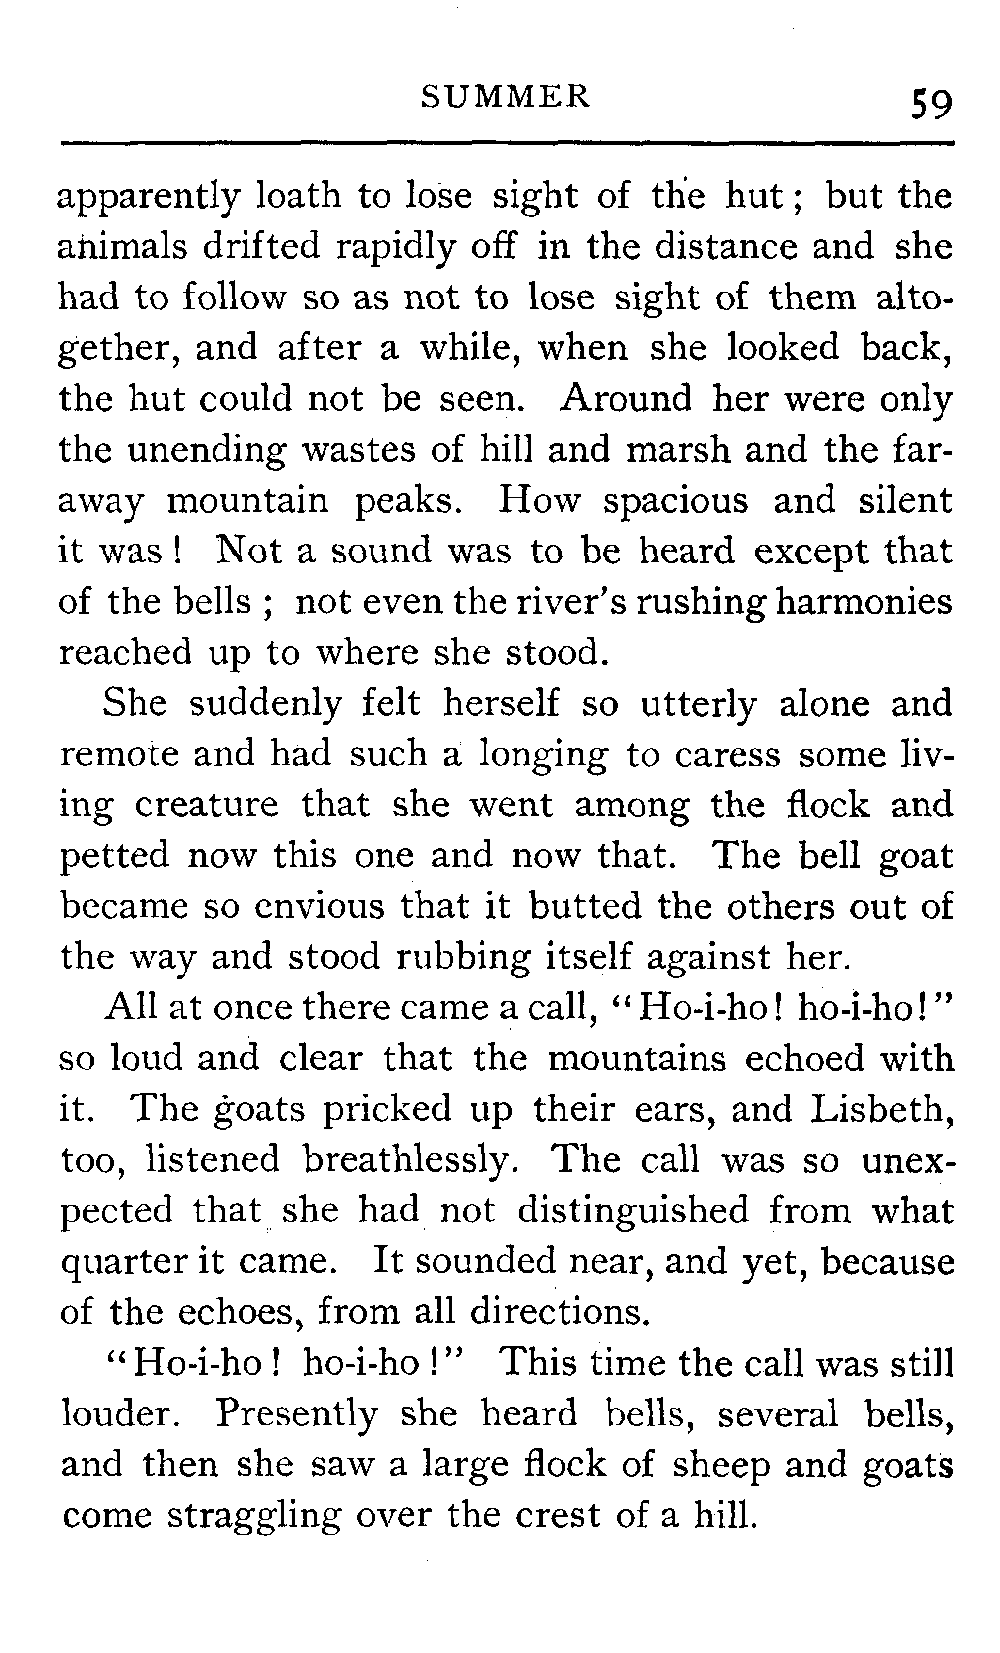 SUMMER 59
apparently loath to lose sight of the hut; but the
animals drifted rapidly off in the distance and she
had to follow so as not to lose sight of them alto-
gether, and after a while, when she looked back,
the hut could not be seen. Around her were only
the unending wastes of hill and marsh and the far-
away mountain peaks. How spacious and silent
it was! Not a sound was to be heard except that
of the bells; not even the river's rushing harmonies
reached up to where she stood.
She suddenly felt herself so utterly alone and
remote and had such a longing to caress some liv-
ing creature that she went among the flock and
petted now this one and now that. The bell goat
became so envious that it butted the others out of
the way and stood rubbing itself against her.
All at once there came a call, "Ho-i-ho! ho-i-ho!"
so loud and clear that the mountains echoed with
it. The goats pricked up their ears, and Lisbeth,
too, listened breathlessly. The call was so unex-
pected that she had not distinguished from what
quarter it came. It sounded near, and yet, because
of the echoes, from all directions.
"Ho-i-ho! ho-i-ho!" This time the call was still
louder. Presently she heard bells, several bells,
and then she saw a large flock of sheep and goats
come straggling over the crest of a hill.